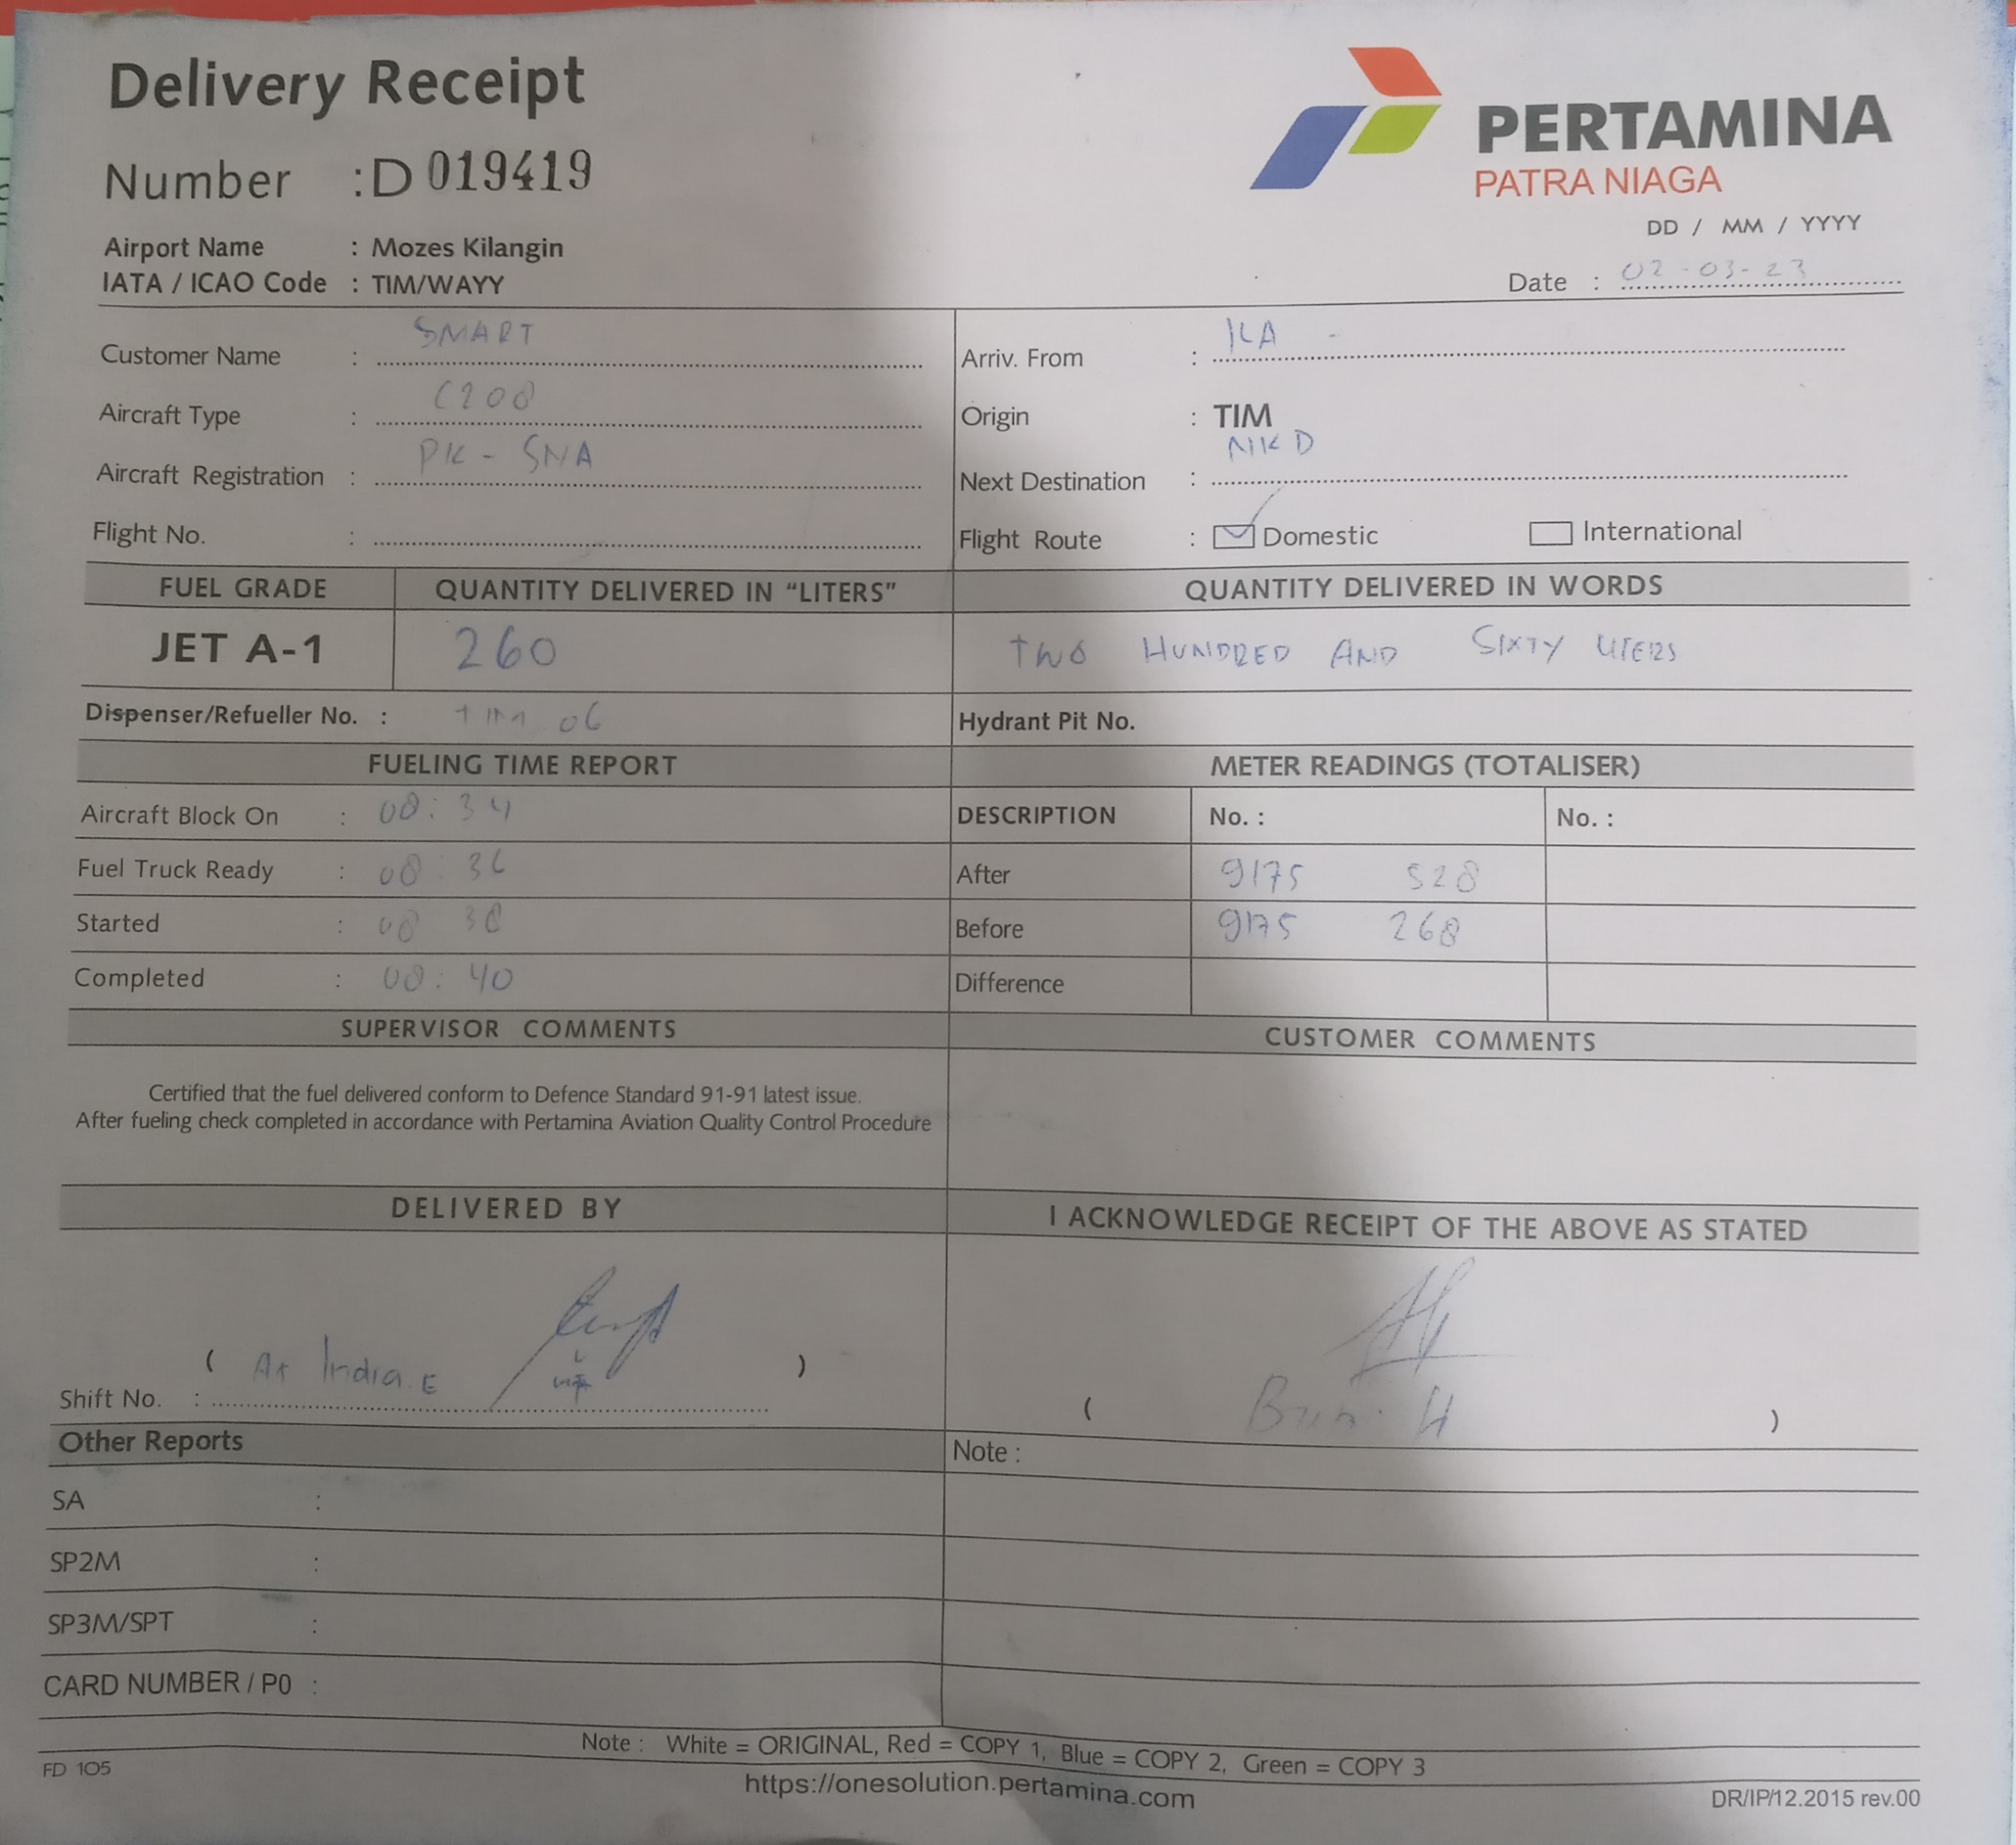 Delivery Receipt
PERTAMINA
PATRA NIAGA
Number : D 019419
DD / MM / YYYY
Airport Name : Mozes Kilangin
IATA / ICAO Code : TIM/WAYY
Date : 02-03-23
Customer Name : SMART
Arriv. From : ILA -
Aircraft Type : C208
Origin : TIM
Aircraft Registration : PK - SNA
Next Destination : NKD
Flight No. :
Flight Route : Domestic International
FUEL GRADE QUANTITY DELIVERED IN “LITERS” QUANTITY DELIVERED IN WORDS
JET A-1 260 TWO HUNDRED AND SIXTY LITERS
Dispenser/Refueller No. : TIM 06 Hydrant Pit No.
FUELING TIME REPORT METER READINGS (TOTALISER)
Aircraft Block On : 08:34 DESCRIPTION No. : No. :
Fuel Truck Ready : 08:36 After 9175 528
Started : 08 38 Before 9175 268
Completed : 08:40 Difference
SUPERVISOR COMMENTS CUSTOMER COMMENTS
Certified that the fuel delivered conform to Defence Standard 91-91 latest issue.
After fueling check completed in accordance with Pertamina Aviation Quality Control Procedure
DELIVERED BY I ACKNOWLEDGE RECEIPT OF THE ABOVE AS STATED
( India E )
Shift No. :
( )
Other Reports Note :
SA :
SP2M :
SP3M/SPT :
CARD NUMBER / P0 :
Note : White = ORIGINAL, Red = COPY 1, Blue = COPY 2, Green = COPY 3
FD 105
https://onesolution.pertamina.com
DR/IP/12.2015 rev.00